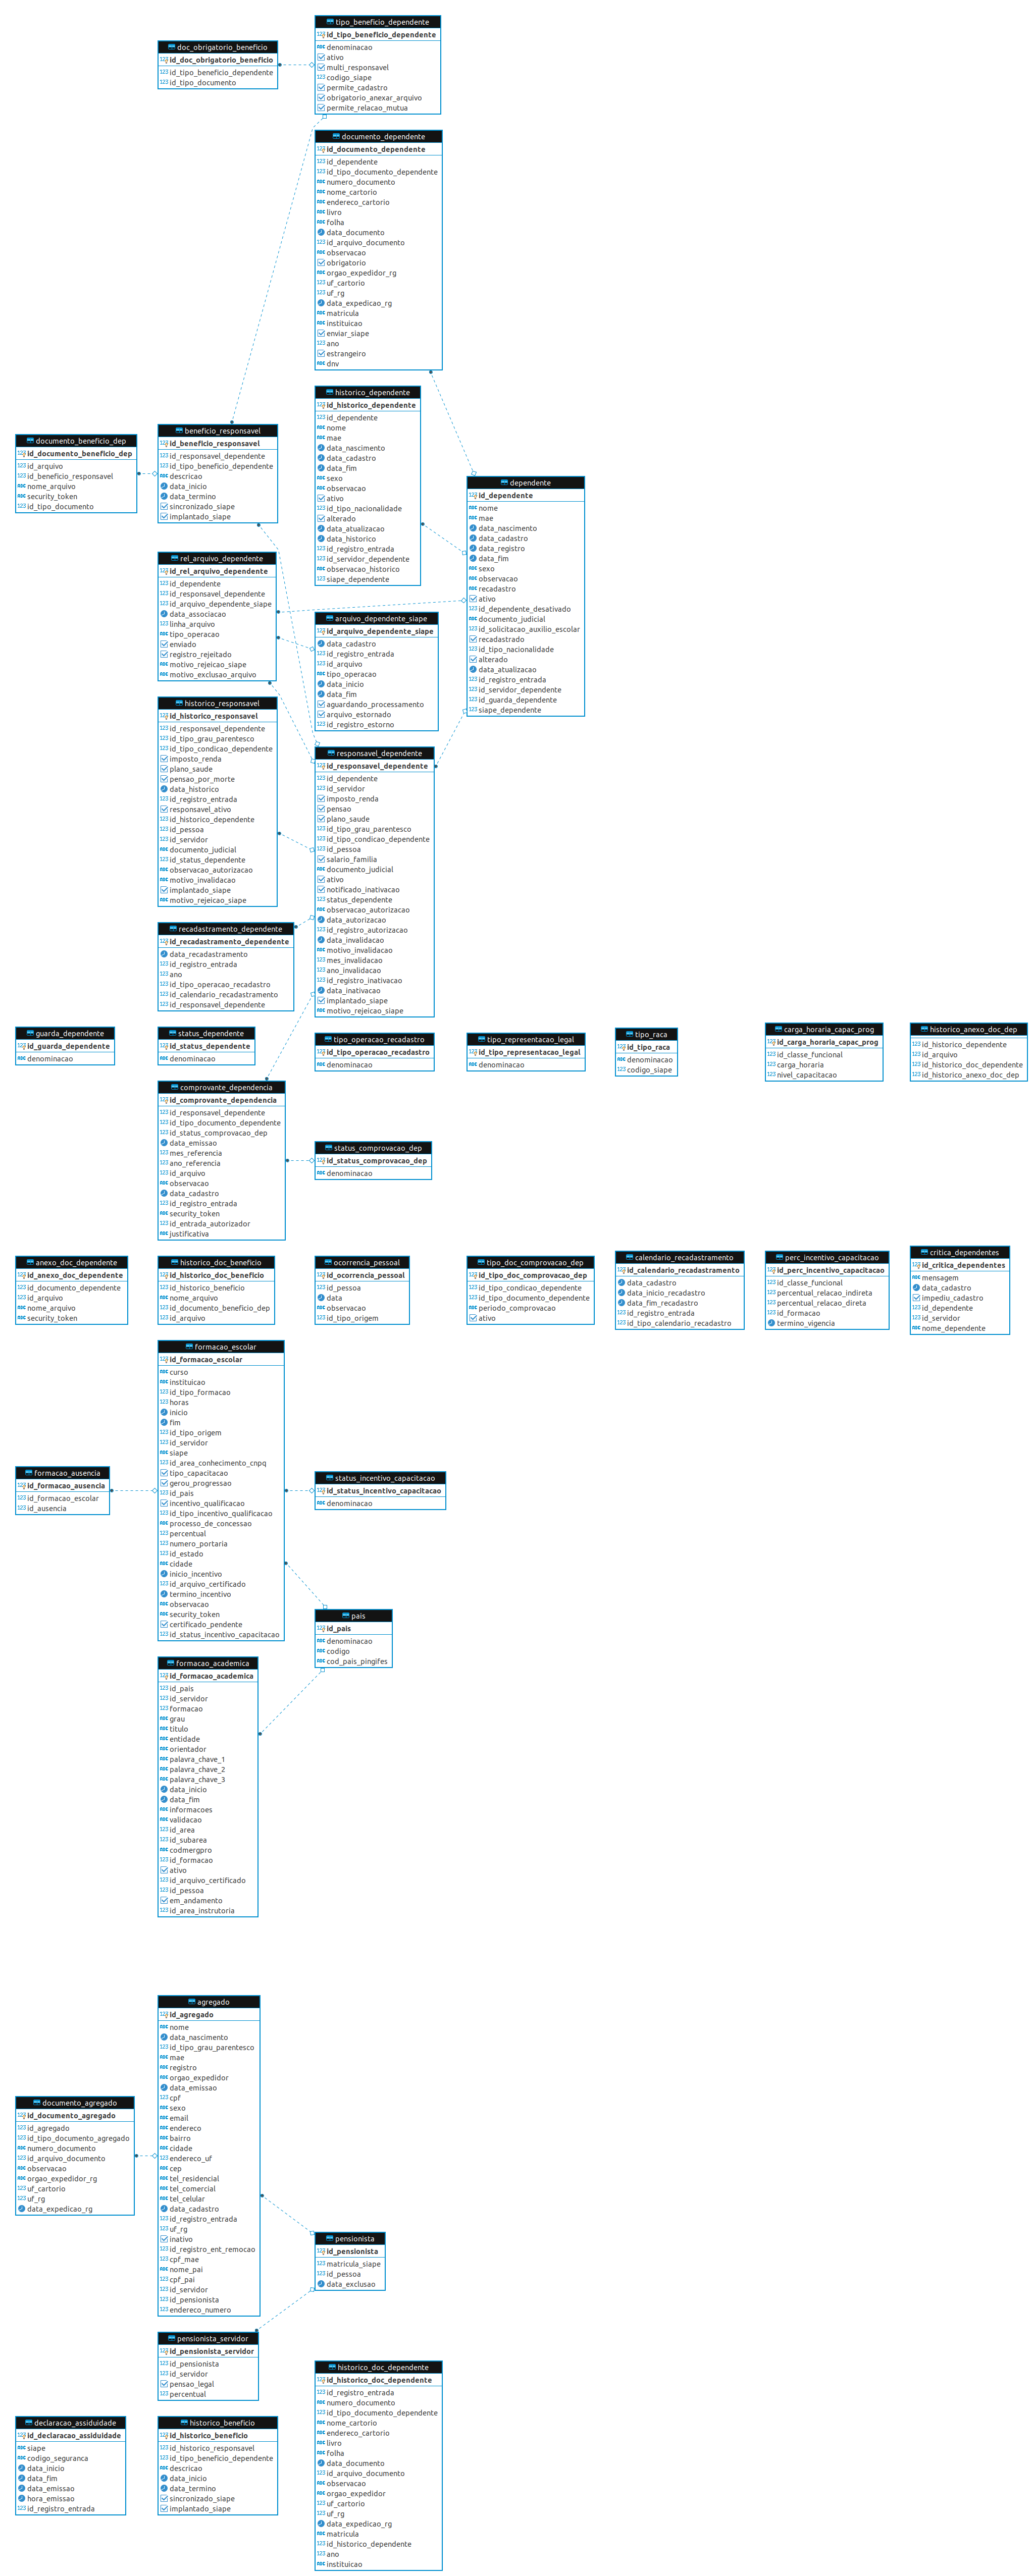 tipo_beneficio_dependente
id_tipo_beneficio_dependente
denominacao
ativo
multi_responsavel
codigo_siape
permite_cadastro
obrigatorio_anexar_arquivo
permite_relacao_mutua
doc_obrigatorio_beneficio
id_doc_obrigatorio_beneficio
id_tipo_beneficio_dependente
id_tipo_documento
documento_dependente
id_documento_dependente
id_dependente
id_tipo_documento_dependente
numero_documento
nome_cartorio
endereco_cartorio
livro
folha
data_documento
id_arquivo_documento
observacao
obrigatorio
orgao_expedidor_rg
uf_cartorio
uf_rg
data_expedicao_rg
matricula
instituicao
enviar_siape
ano
estrangeiro
dnv
historico_dependente
id_historico_dependente
id_dependente
nome
mae
data_nascimento
data_cadastro
data_fim
sexo
observacao
ativo
id_tipo_nacionalidade
alterado
data_atualizacao
data_historico
id_registro_entrada
id_servidor_dependente
observacao_historico
siape_dependente
documento_beneficio_dep
id_documento_beneficio_dep
id_arquivo
id_beneficio_responsavel
nome_arquivo
security_token
id_tipo_documento
beneficio_responsavel
id_beneficio_responsavel
id_responsavel_dependente
id_tipo_beneficio_dependente
descricao
data_inicio
data_termino
sincronizado_siape
implantado_siape
dependente
id_dependente
nome
mae
data_nascimento
data_cadastro
data_registro
data_fim
sexo
observacao
recadastro
ativo
id_dependente_desativado
documento_judicial
id_solicitacao_auxilio_escolar
recadastrado
id_tipo_nacionalidade
alterado
data_atualizacao
id_registro_entrada
id_servidor_dependente
id_guarda_dependente
siape_dependente
rel_arquivo_dependente
id_rel_arquivo_dependente
id_dependente
id_responsavel_dependente
id_arquivo_dependente_siape
data_associacao
linha_arquivo
tipo_operacao
enviado
registro_rejeitado
motivo_rejeicao_siape
motivo_exclusao_arquivo
arquivo_dependente_siape
id_arquivo_dependente_siape
data_cadastro
id_registro_entrada
id_arquivo
tipo_operacao
data_inicio
data_fim
aguardando_processamento
arquivo_estornado
id_registro_estorno
historico_responsavel
id_historico_responsavel
id_responsavel_dependente
id_tipo_grau_parentesco
id_tipo_condicao_dependente
imposto_renda
plano_saude
pensao_por_morte
data_historico
id_registro_entrada
responsavel_ativo
id_historico_dependente
id_pessoa
id_servidor
documento_judicial
id_status_dependente
observacao_autorizacao
motivo_invalidacao
implantado_siape
motivo_rejeicao_siape
responsavel_dependente
id_responsavel_dependente
id_dependente
id_servidor
imposto_renda
pensao
plano_saude
id_tipo_grau_parentesco
id_tipo_condicao_dependente
id_pessoa
salario_familia
documento_judicial
ativo
notificado_inativacao
status_dependente
observacao_autorizacao
data_autorizacao
id_registro_autorizacao
data_invalidacao
motivo_invalidacao
mes_invalidacao
ano_invalidacao
id_registro_inativacao
data_inativacao
implantado_siape
motivo_rejeicao_siape
recadastramento_dependente
id_recadastramento_dependente
data_recadastramento
id_registro_entrada
ano
id_tipo_operacao_recadastro
id_calendario_recadastramento
id_responsavel_dependente
guarda_dependente
id_guarda_dependente
denominacao
status_dependente
id_status_dependente
denominacao
tipo_operacao_recadastro
id_tipo_operacao_recadastro
denominacao
tipo_representacao_legal
id_tipo_representacao_legal
denominacao
tipo_raca
id_tipo_raca
denominacao
codigo_siape
carga_horaria_capac_prog
id_carga_horaria_capac_prog
id_classe_funcional
carga_horaria
nivel_capacitacao
historico_anexo_doc_dep
id_historico_dependente
id_arquivo
id_historico_doc_dependente
id_historico_anexo_doc_dep
comprovante_dependencia
id_comprovante_dependencia
id_responsavel_dependente
id_tipo_documento_dependente
id_status_comprovacao_dep
data_emissao
mes_referencia
ano_referencia
id_arquivo
observacao
data_cadastro
id_registro_entrada
security_token
id_entrada_autorizador
justificativa
status_comprovacao_dep
id_status_comprovacao_dep
denominacao
anexo_doc_dependente
id_anexo_doc_dependente
id_documento_dependente
id_arquivo
nome_arquivo
security_token
historico_doc_beneficio
id_historico_doc_beneficio
id_historico_beneficio
nome_arquivo
id_documento_beneficio_dep
id_arquivo
ocorrencia_pessoal
id_ocorrencia_pessoal
id_pessoa
data
observacao
id_tipo_origem
tipo_doc_comprovacao_dep
id_tipo_doc_comprovacao_dep
id_tipo_condicao_dependente
id_tipo_documento_dependente
periodo_comprovacao
ativo
calendario_recadastramento
id_calendario_recadastramento
data_cadastro
data_inicio_recadastro
data_fim_recadastro
id_registro_entrada
id_tipo_calendario_recadastro
perc_incentivo_capacitacao
id_perc_incentivo_capacitacao
id_classe_funcional
percentual_relacao_indireta
percentual_relacao_direta
id_formacao
termino_vigencia
critica_dependentes
id_critica_dependentes
mensagem
data_cadastro
impediu_cadastro
id_dependente
id_servidor
nome_dependente
formacao_escolar
id_formacao_escolar
curso
instituicao
id_tipo_formacao
horas
inicio
fim
id_tipo_origem
id_servidor
siape
id_area_conhecimento_cnpq
tipo_capacitacao
gerou_progressao
id_pais
incentivo_qualificacao
id_tipo_incentivo_qualificacao
processo_de_concessao
percentual
numero_portaria
id_estado
cidade
inicio_incentivo
id_arquivo_certificado
termino_incentivo
observacao
security_token
certificado_pendente
id_status_incentivo_capacitacao
formacao_ausencia
id_formacao_ausencia
id_formacao_escolar
id_ausencia
status_incentivo_capacitacao
id_status_incentivo_capacitacao
denominacao
pais
id_pais
denominacao
codigo
cod_pais_pingifes
formacao_academica
id_formacao_academica
id_pais
id_servidor
formacao
grau
titulo
entidade
orientador
palavra_chave_1
palavra_chave_2
palavra_chave_3
data_inicio
data_fim
informacoes
validacao
id_area
id_subarea
codmergpro
id_formacao
ativo
id_arquivo_certificado
id_pessoa
em_andamento
id_area_instrutoria
agregado
id_agregado
nome
data_nascimento
id_tipo_grau_parentesco
mae
registro
orgao_expedidor
data_emissao
cpf
sexo
email
endereco
bairro
cidade
endereco_uf
cep
tel_residencial
tel_comercial
tel_celular
data_cadastro
id_registro_entrada
uf_rg
inativo
id_registro_ent_remocao
cpf_mae
nome_pai
cpf_pai
id_servidor
id_pensionista
endereco_numero
documento_agregado
id_documento_agregado
id_agregado
id_tipo_documento_agregado
numero_documento
id_arquivo_documento
observacao
orgao_expedidor_rg
uf_cartorio
uf_rg
data_expedicao_rg
pensionista
id_pensionista
matricula_siape
id_pessoa
data_exclusao
pensionista_servidor
id_pensionista_servidor
id_pensionista
id_servidor
pensao_legal
percentual
historico_doc_dependente
id_historico_doc_dependente
id_registro_entrada
numero_documento
id_tipo_documento_dependente
nome_cartorio
endereco_cartorio
livro
folha
data_documento
id_arquivo_documento
observacao
orgao_expedidor
uf_cartorio
uf_rg
data_expedicao_rg
matricula
id_historico_dependente
ano
instituicao
declaracao_assiduidade
id_declaracao_assiduidade
siape
codigo_seguranca
data_inicio
data_fim
data_emissao
hora_emissao
id_registro_entrada
historico_beneficio
id_historico_beneficio
id_historico_responsavel
id_tipo_beneficio_dependente
descricao
data_inicio
data_termino
sincronizado_siape
implantado_siape